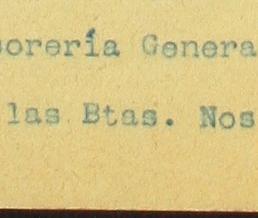 sorería Genera
las Btas. Nos